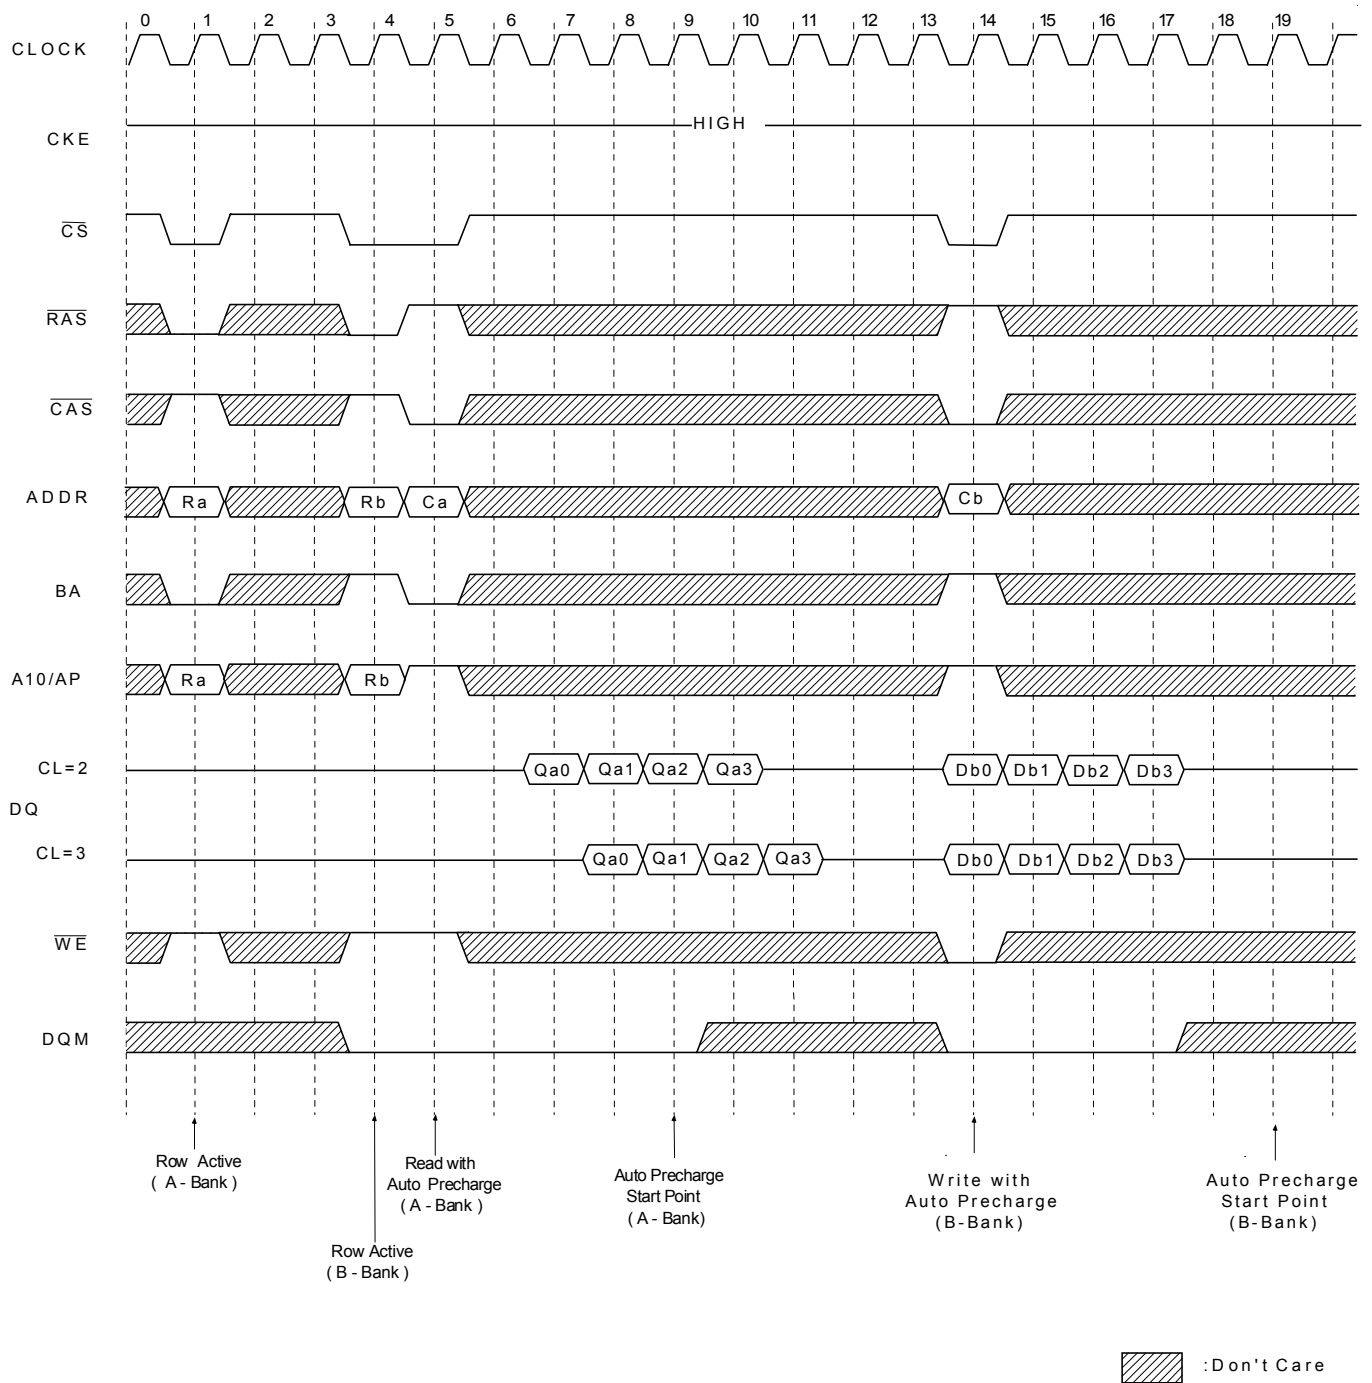 0 1 2 3 4 5 6 7 8 9 10 11 12 13 14 15 16 17 18 19
CLOCK
HIGH
CKE
CS
RAS
CAS
ADDR Ra Rb Ca Cb
BA
A10/AP Ra Rb
CL=2 Qa0 Qa1 Qa2 Qa3 Db0 Db1 Db2 Db3
DQ
CL=3 Qa0 Qa1 Qa2 Qa3 Db0 Db1 Db2 Db3
WE
DQM
Row Active
( A - Bank )
Row Active
( B - Bank )
Read with
Auto Precharge
( A - Bank )
Auto Precharge
Start Point
( A - Bank)
Write with
Auto Precharge
(B-Bank)
Auto Precharge
Start Point
(B-Bank)
:Don't Care